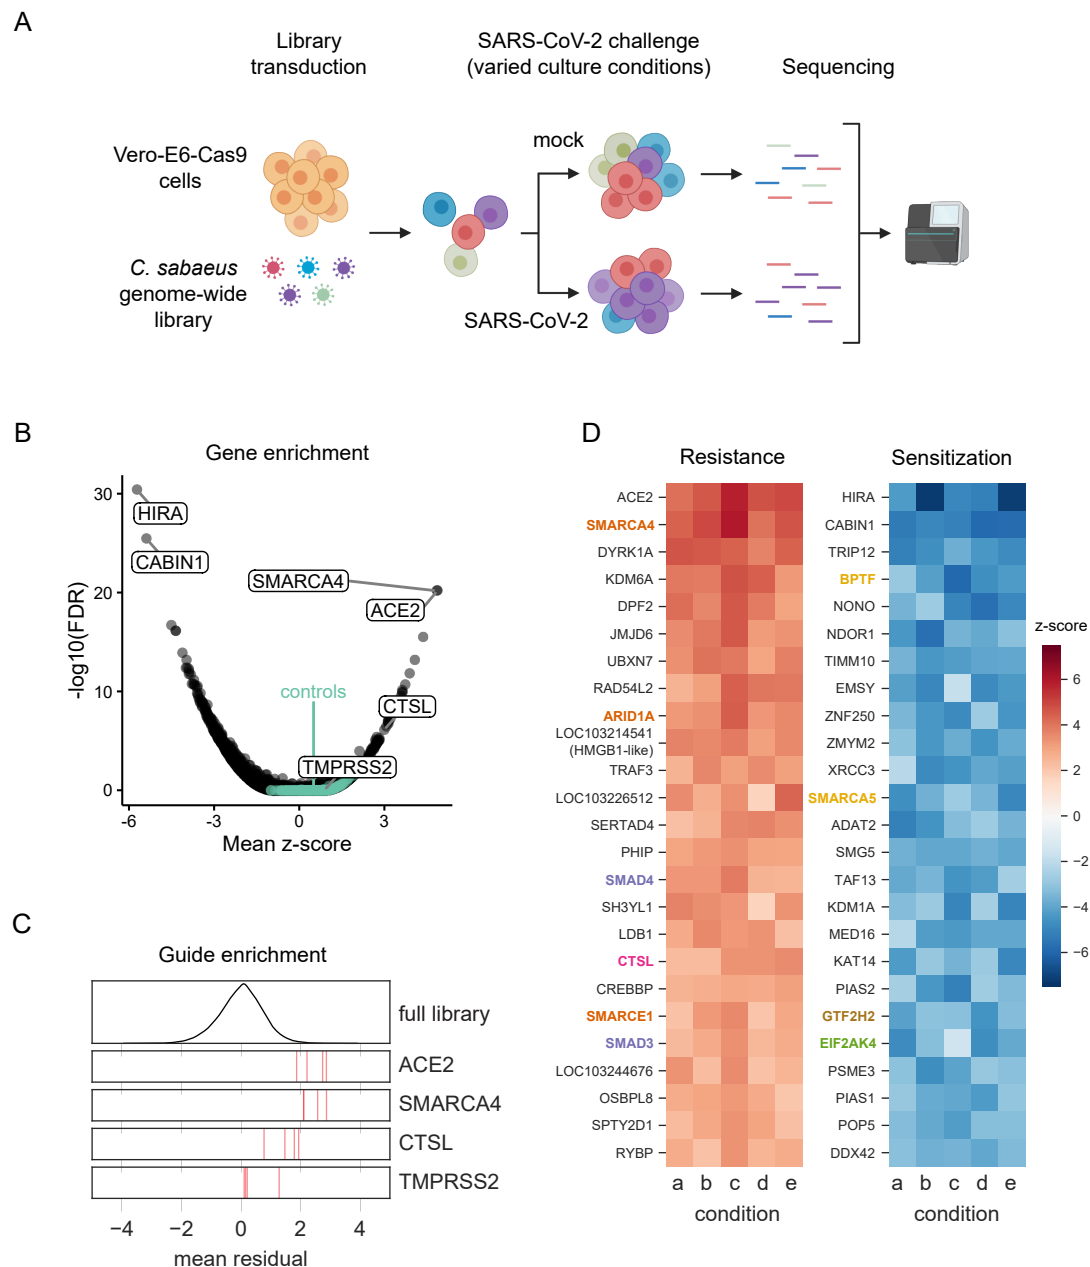 A
Library
transduction
SARS-CoV-2 challenge
(varied culture conditions)
Sequencing
Vero-E6-Cas9
cells
C. sabaeus
genome-wide
library
mock
SARS-CoV-2
B
Gene enrichment
-log10(FDR)
30
20
10
0
HIRA
CABIN1
SMARCA4
ACE2
controls
CTSL
TMPRSS2
-6
-3
0
3
Mean z-score
C
Guide enrichment
full library
ACE2
SMARCA4
CTSL
TMPRSS2
−4
−2
0
2
4
mean residual
D
Resistance
ACE2
SMARCA4
DYRK1A
KDM6A
DPF2
JMJD6
UBXN7
RAD54L2
ARID1A
LOC103214541
(HMGB1-like)
TRAF3
LOC103226512
SERTAD4
PHIP
SMAD4
SH3YL1
LDB1
CTSL
CREBBP
SMARCE1
SMAD3
LOC103244676
OSBPL8
SPTY2D1
RYBP
a b c d e
condition
Sensitization
HIRA
CABIN1
TRIP12
BPTF
NONO
NDOR1
TIMM10
EMSY
ZNF250
ZMYM2
XRCC3
SMARCA5
ADAT2
SMG5
TAF13
KDM1A
MED16
KAT14
PIAS2
GTF2H2
EIF2AK4
PSME3
PIAS1
POP5
DDX42
a b c d e
condition
z-score
6
4
2
0
−2
−4
−6